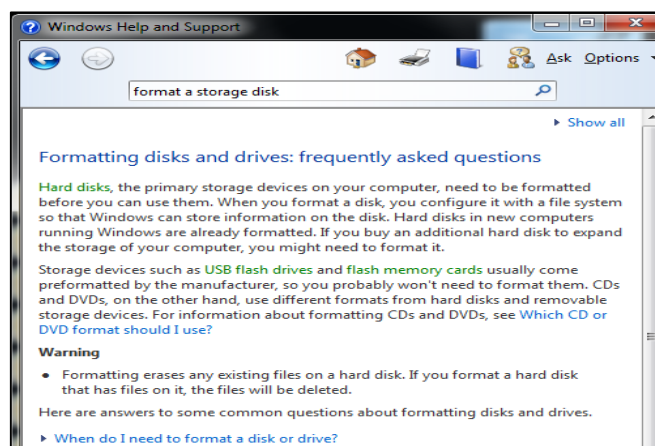 Windows Help and Support
Ask Options
format a storage disk
Show all
Formatting disks and drives: frequently asked questions
Hard disks, the primary storage devices on your computer, need to be formatted
before you can use them. When you format a disk, you configure it with a file system
so that Windows can store information on the disk. Hard disks in new computers
running Windows are already formatted. If you buy an additional hard disk to expand
the storage of your computer, you might need to format it.
Storage devices such as USB flash drives and flash memory cards usually come
preformatted by the manufacturer, so you probably won't need to format them. CDs
and DVDs, on the other hand, use different formats from hard disks and removable
storage devices. For information about formatting CDs and DVDs, see Which CD or
DVD format should I use?
Warning
• Formatting erases any existing files on a hard disk. If you format a hard disk
that has files on it, the files will be deleted.
Here are answers to some common questions about formatting disks and drives.
When do I need to format a disk or drive?